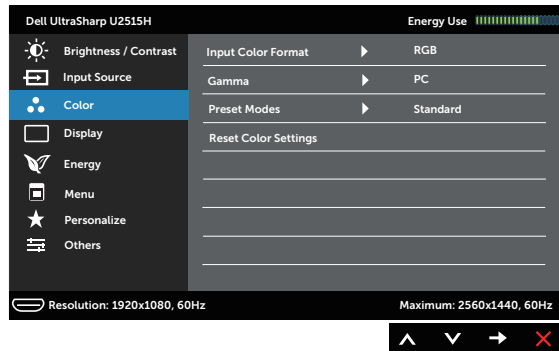 Dell UltraSharp U2515H Energy Use
Brightness / Contrast
Input Source
Color
Display
Energy
Menu
Personalize
Others
Input Color Format RGB
Gamma PC
Preset Modes Standard
Reset Color Settings
Resolution: 1920x1080, 60Hz Maximum: 2560x1440, 60Hz